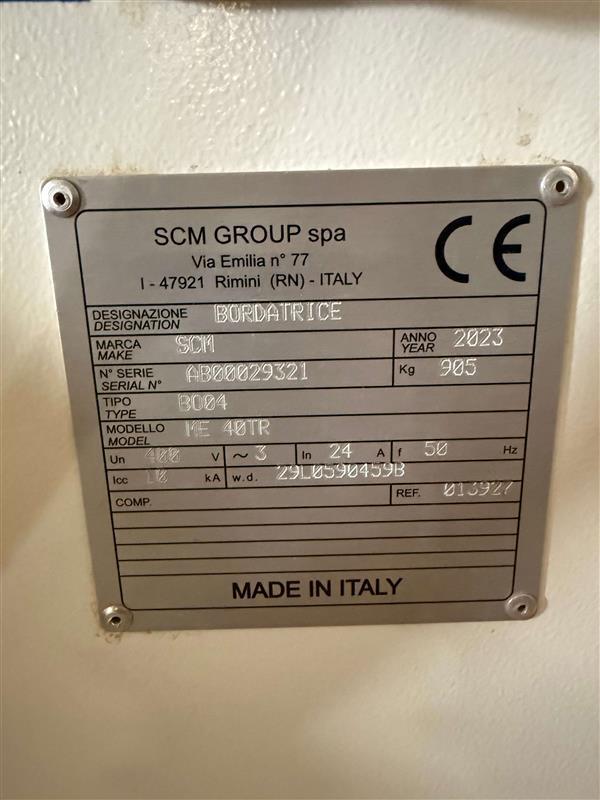 SCM GROUP spa
Via Emilia n° 77
I - 47921 Rimini (RN) - ITALY
CE
DESIGNAZIONE BORDATRICE
DESIGNATION
MARCA SCM ANNO 2023
MAKE YEAR
N° SERIE AB00029321 Kg 905
SERIAL N°
TIPO BO04
TYPE
MODELLO ME 40TR
MODEL
Un 400 V ~ 3 In 24 A f 50 Hz
Icc 10 kA w.d. 29L0590459B
COMP. REF. 013927
MADE IN ITALY